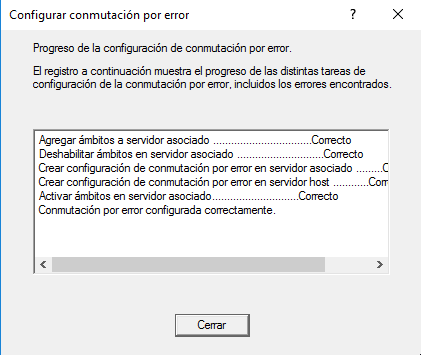 Configurar conmutación por error
Progreso de la configuración de conmutación por error.
El registro a continuación muestra el progreso de las distintas tareas de
configuración de la conmutación por error, incluidos los errores encontrados.
Agregar ámbitos a servidor asociado .................................Correcto
Deshabilitar ámbitos en servidor asociado .............................Correcto
Crear configuración de conmutación por error en servidor asociado .........C
Crear configuración de conmutación por error en servidor host ............Corr
Activar ámbitos en servidor asociado.............................Correcto
Conmutación por error configurada correctamente.
Cerrar